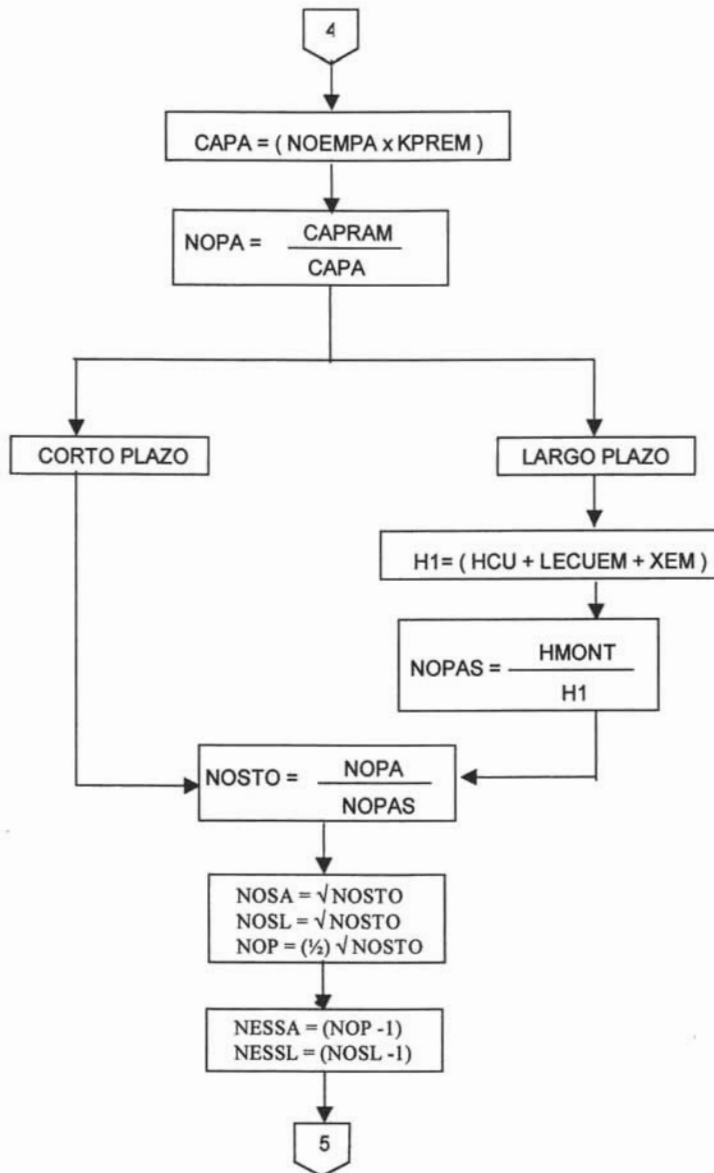 4
CAPA = ( NOEMPA x KPREM )
NOPA = CAPRAM
CAPA
CORTO PLAZO
LARGO PLAZO
H1= ( HCU + LECUEM + XEM )
NOPAS = HMONT
H1
NOSTO = NOPA
NOPAS
NOSA = √ NOSTO
NOSL = √ NOSTO
NOP = (½) √ NOSTO
NESSA = (NOP -1)
NESSL = (NOSL -1)
5